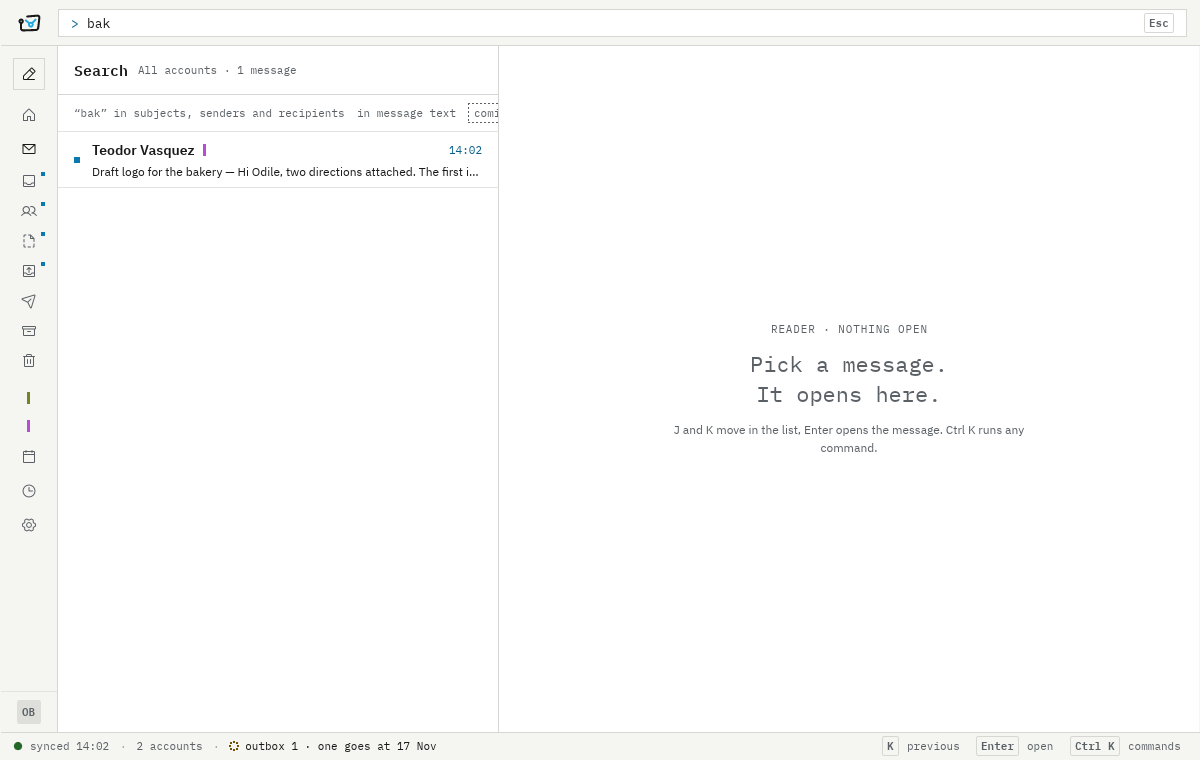 > bak
Esc
Search All accounts · 1 message
“bak” in subjects, senders and recipients in message text
Teodor Vasquez 14:02
Draft logo for the bakery — Hi Odile, two directions attached. The first i…
READER · NOTHING OPEN
Pick a message.
It opens here.
J and K move in the list, Enter opens the message. Ctrl K runs any
command.
OB
synced 14:02 · 2 accounts · outbox 1 · one goes at 17 Nov
K previous Enter open Ctrl K commands